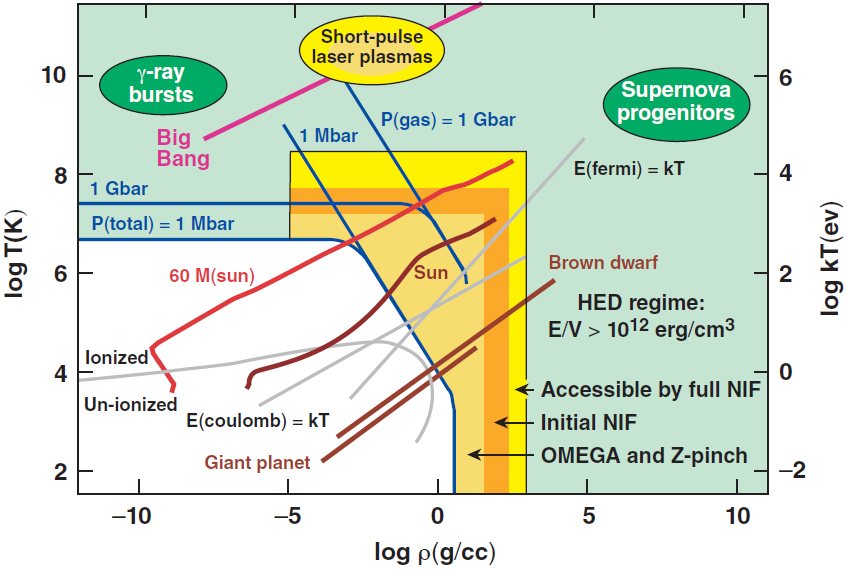 Short-pulse
laser plasmas
γ-ray
bursts
Supernova
progenitors
Big
Bang
1 Mbar
P(gas) = 1 Gbar
E(fermi) = kT
1 Gbar
P(total) = 1 Mbar
60 M(sun)
Sun
Brown dwarf
HED regime:
E/V > 10¹² erg/cm³
Ionized
Un-ionized
E(coulomb) = kT
Giant planet
Accessible by full NIF
Initial NIF
OMEGA and Z-pinch
log T(K)
10
8
6
4
2
log kT(ev)
6
4
2
0
–2
–10
–5
0
5
10
log ρ(g/cc)